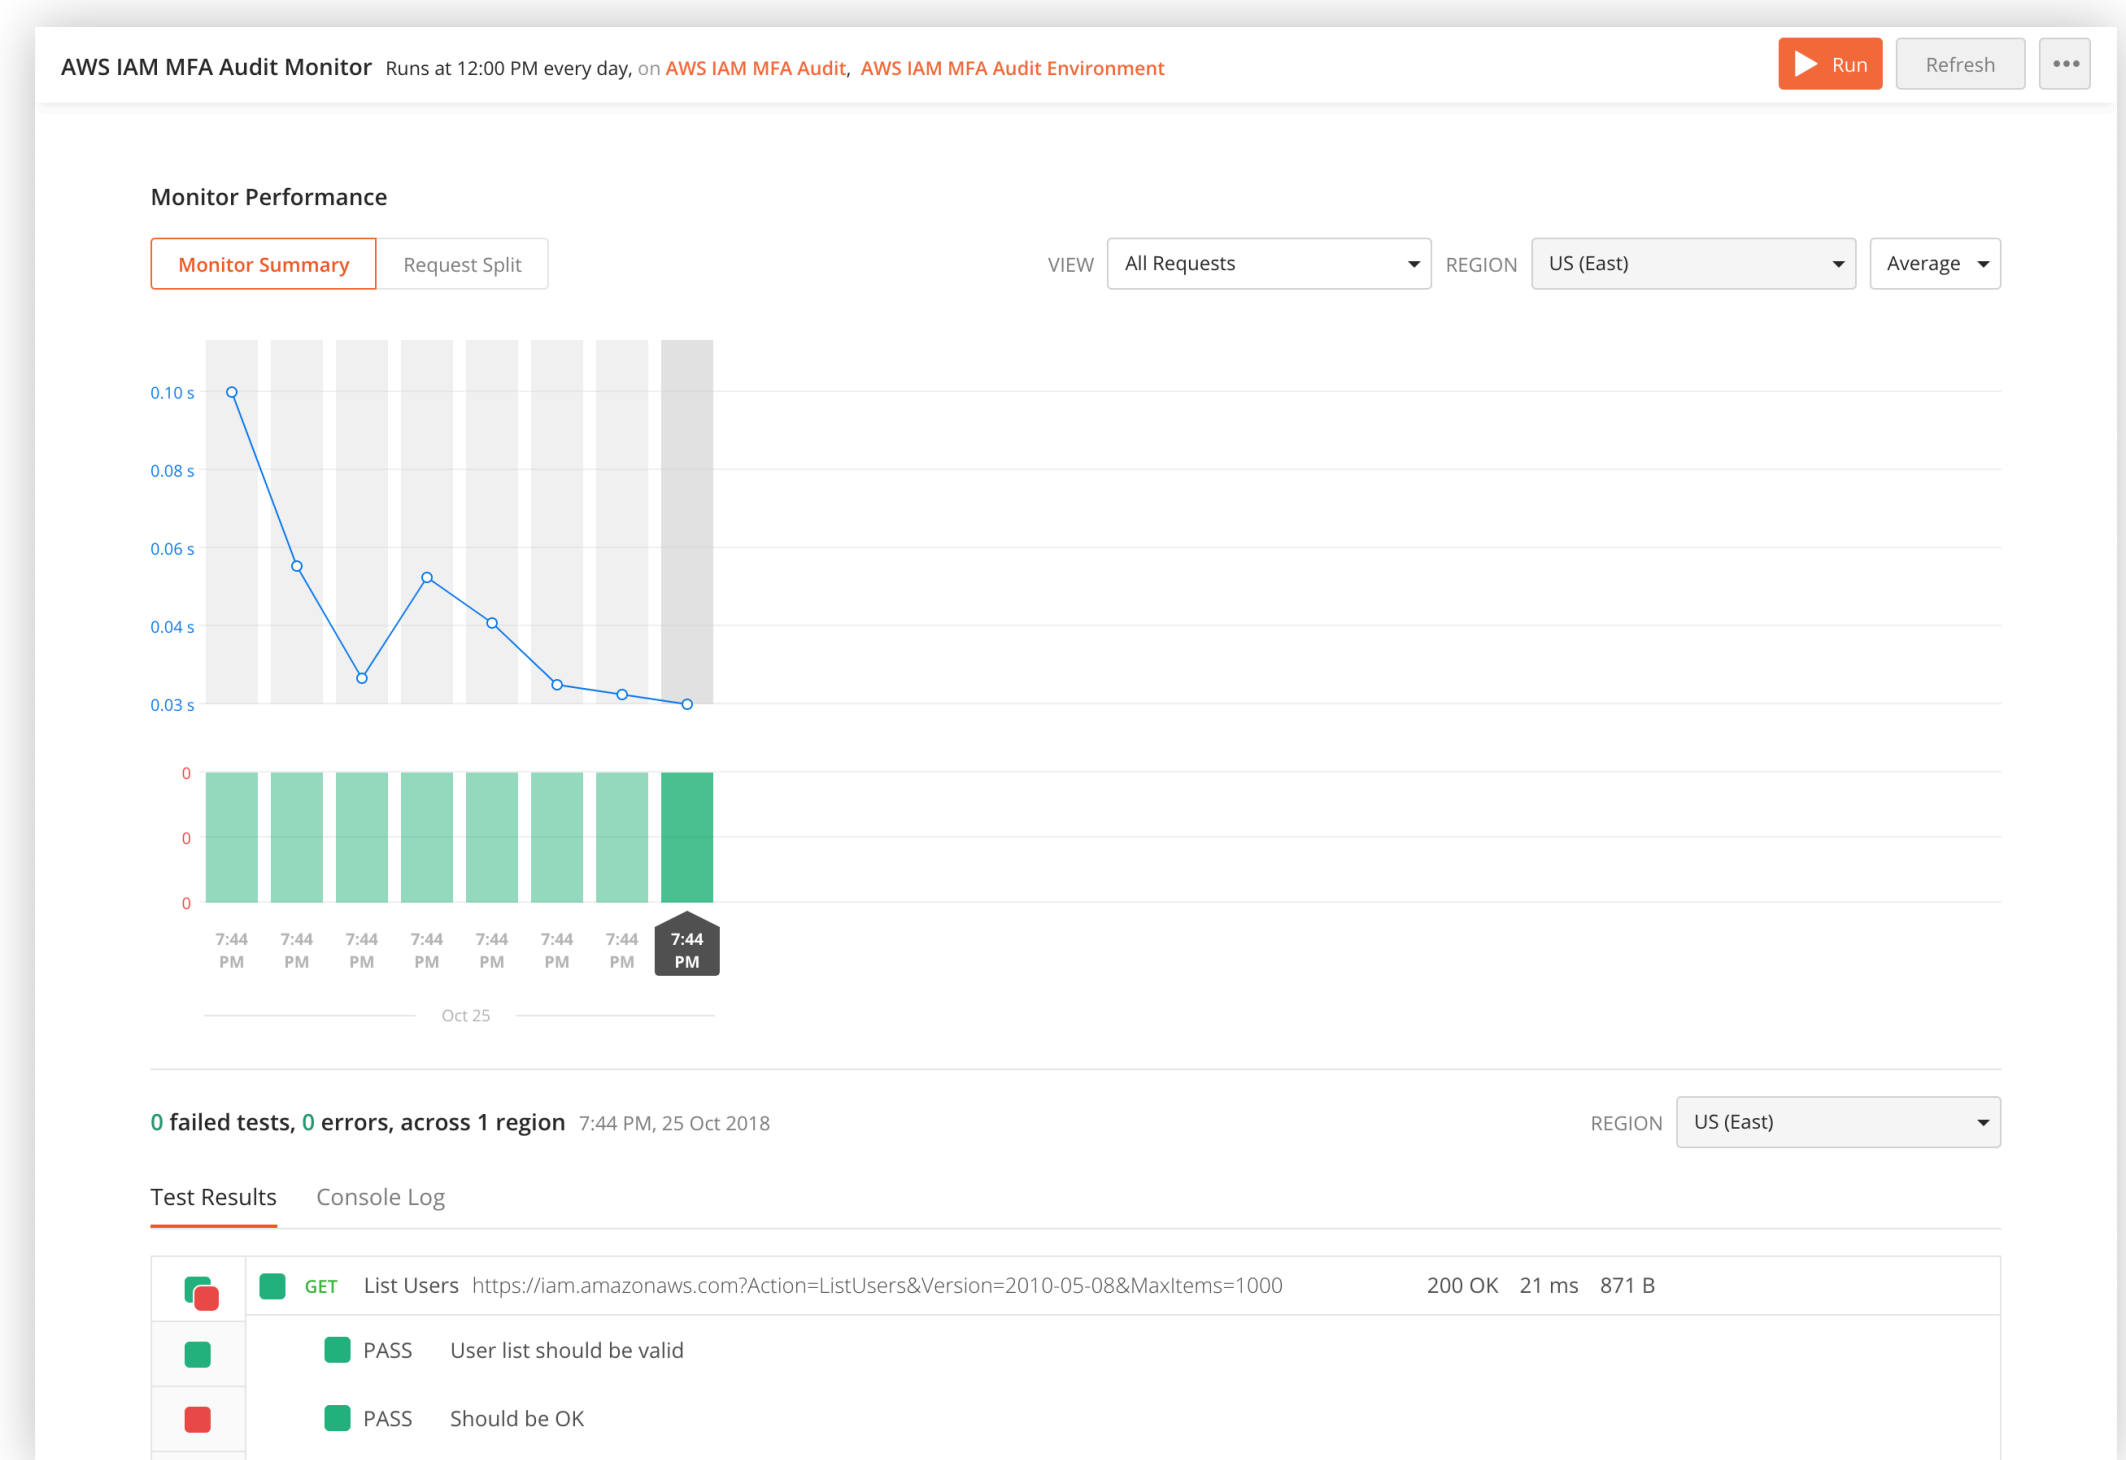 AWS IAM MFA Audit Monitor Runs at 12:00 PM every day, on AWS IAM MFA Audit, AWS IAM MFA Audit Environment Run Refresh
Monitor Performance
Monitor Summary Request Split VIEW All Requests REGION US (East) Average
0.10 s
0.08 s
0.06 s
0.04 s
0.03 s
0
0
0
7:44 7:44 7:44 7:44 7:44 7:44 7:44 7:44
PM PM PM PM PM PM PM PM
Oct 25
0 failed tests, 0 errors, across 1 region 7:44 PM, 25 Oct 2018 REGION US (East)
Test Results Console Log
GET List Users https://iam.amazonaws.com?Action=ListUsers&Version=2010-05-08&MaxItems=1000 200 OK 21 ms 871 B
PASS User list should be valid
PASS Should be OK